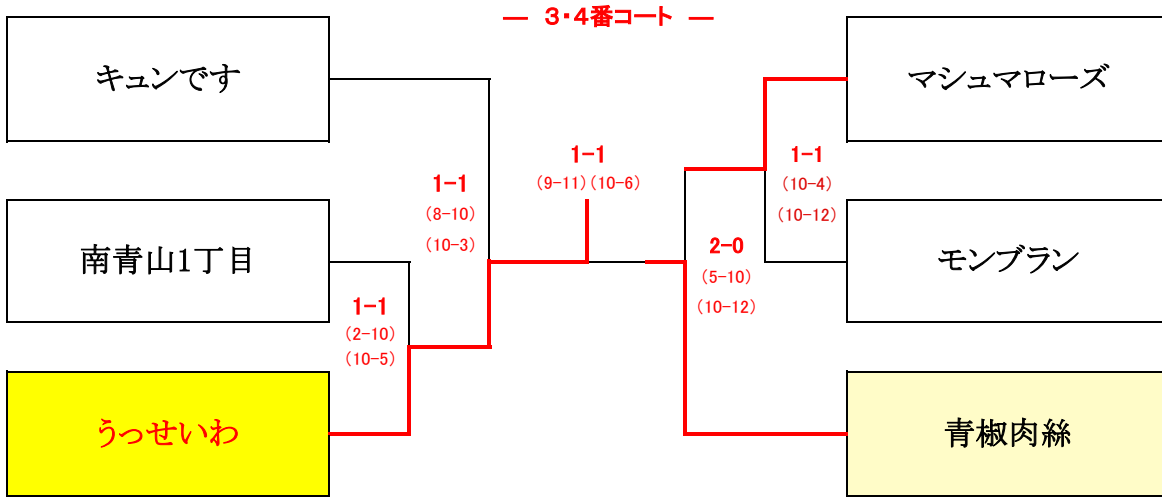 ― 3・4番コート ―
キュンです
マシュマローズ
1-1
(9-11)(10-6)
1-1
(8-10)
(10-3)
1-1
(10-4)
(10-12)
南青山1丁目
モンブラン
2-0
(5-10)
(10-12)
1-1
(2-10)
(10-5)
うっせいわ
青椒肉絲